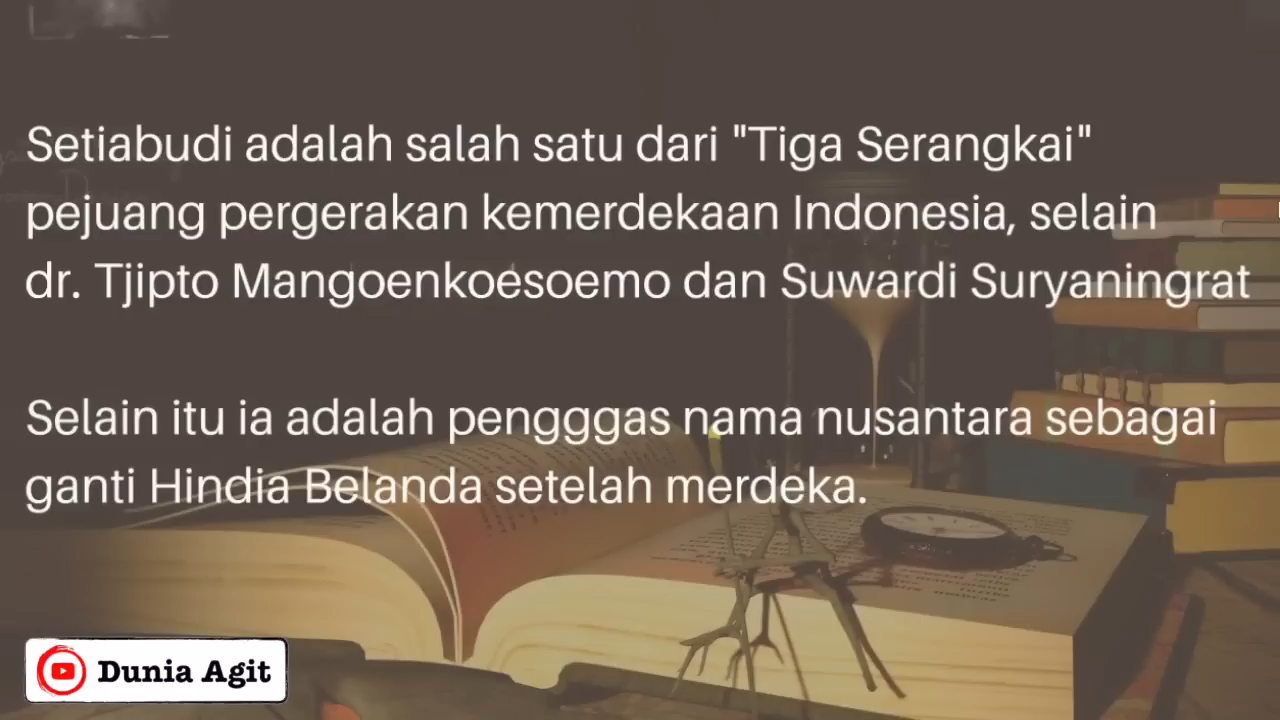 Setiabudi adalah salah satu dari "Tiga Serangkai"
pejuang pergerakan kemerdekaan Indonesia, selain
dr. Tjipto Mangoenkoesoemo dan Suwardi Suryaningrat
Selain itu ia adalah pengggas nama nusantara sebagai
ganti Hindia Belanda setelah merdeka.
Dunia Agit